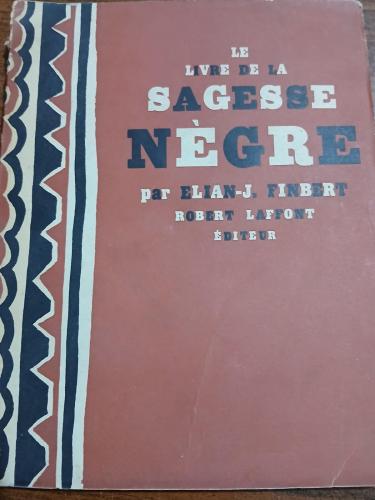 LE
LIVRE DE LA
SAGESSE
NÈGRE
par ELIAN-J. FINBERT
ROBERT LAFFONT
ÉDITEUR